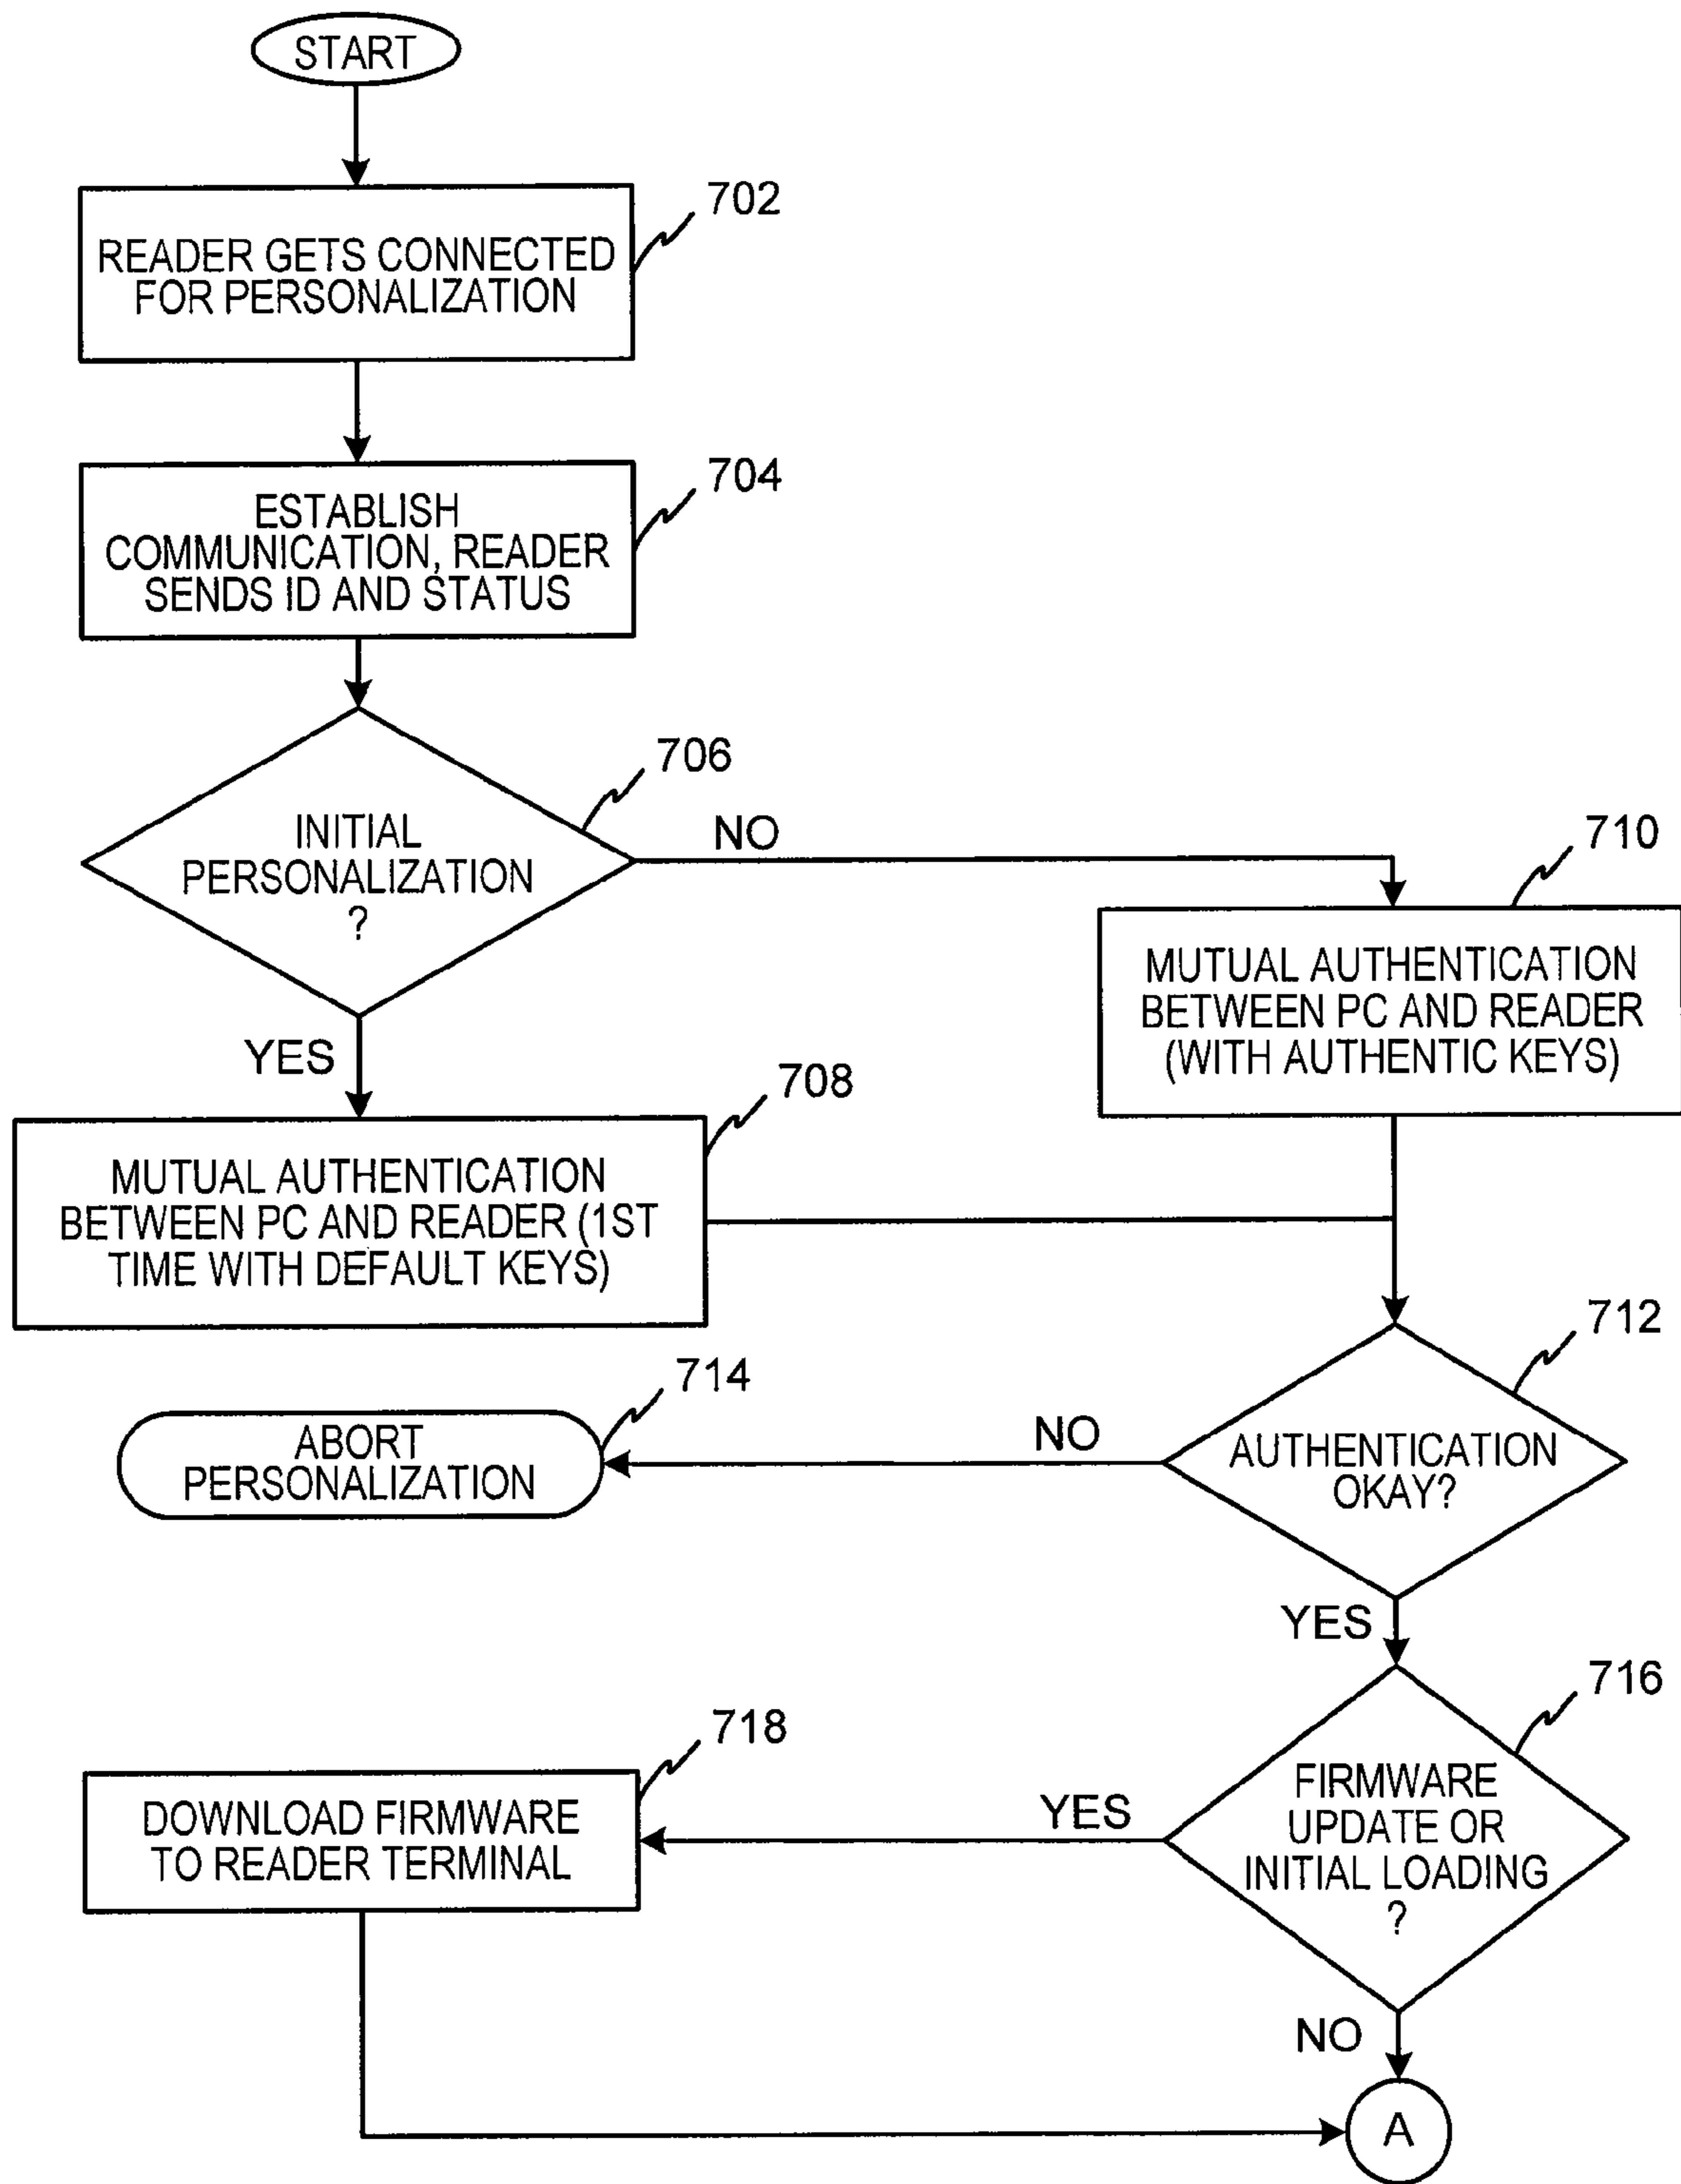 START
702
READER GETS CONNECTED
FOR PERSONALIZATION
704
ESTABLISH
COMMUNICATION, READER
SENDS ID AND STATUS
706
INITIAL
PERSONALIZATION
?
NO
YES
710
MUTUAL AUTHENTICATION
BETWEEN PC AND READER
(WITH AUTHENTIC KEYS)
708
MUTUAL AUTHENTICATION
BETWEEN PC AND READER (1ST
TIME WITH DEFAULT KEYS)
712
AUTHENTICATION
OKAY?
NO
714
ABORT
PERSONALIZATION
YES
716
FIRMWARE
UPDATE OR
INITIAL LOADING
?
YES
718
DOWNLOAD FIRMWARE
TO READER TERMINAL
NO
A